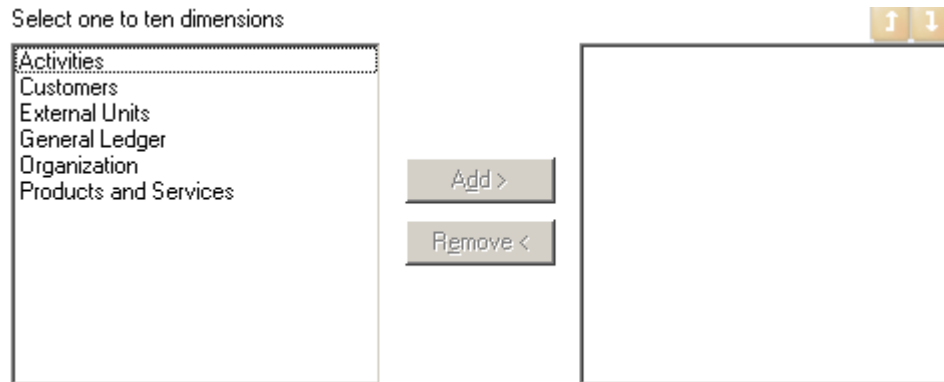 Select one to ten dimensions
Activities
Customers
External Units
General Ledger
Organization
Products and Services
Add >
Remove <